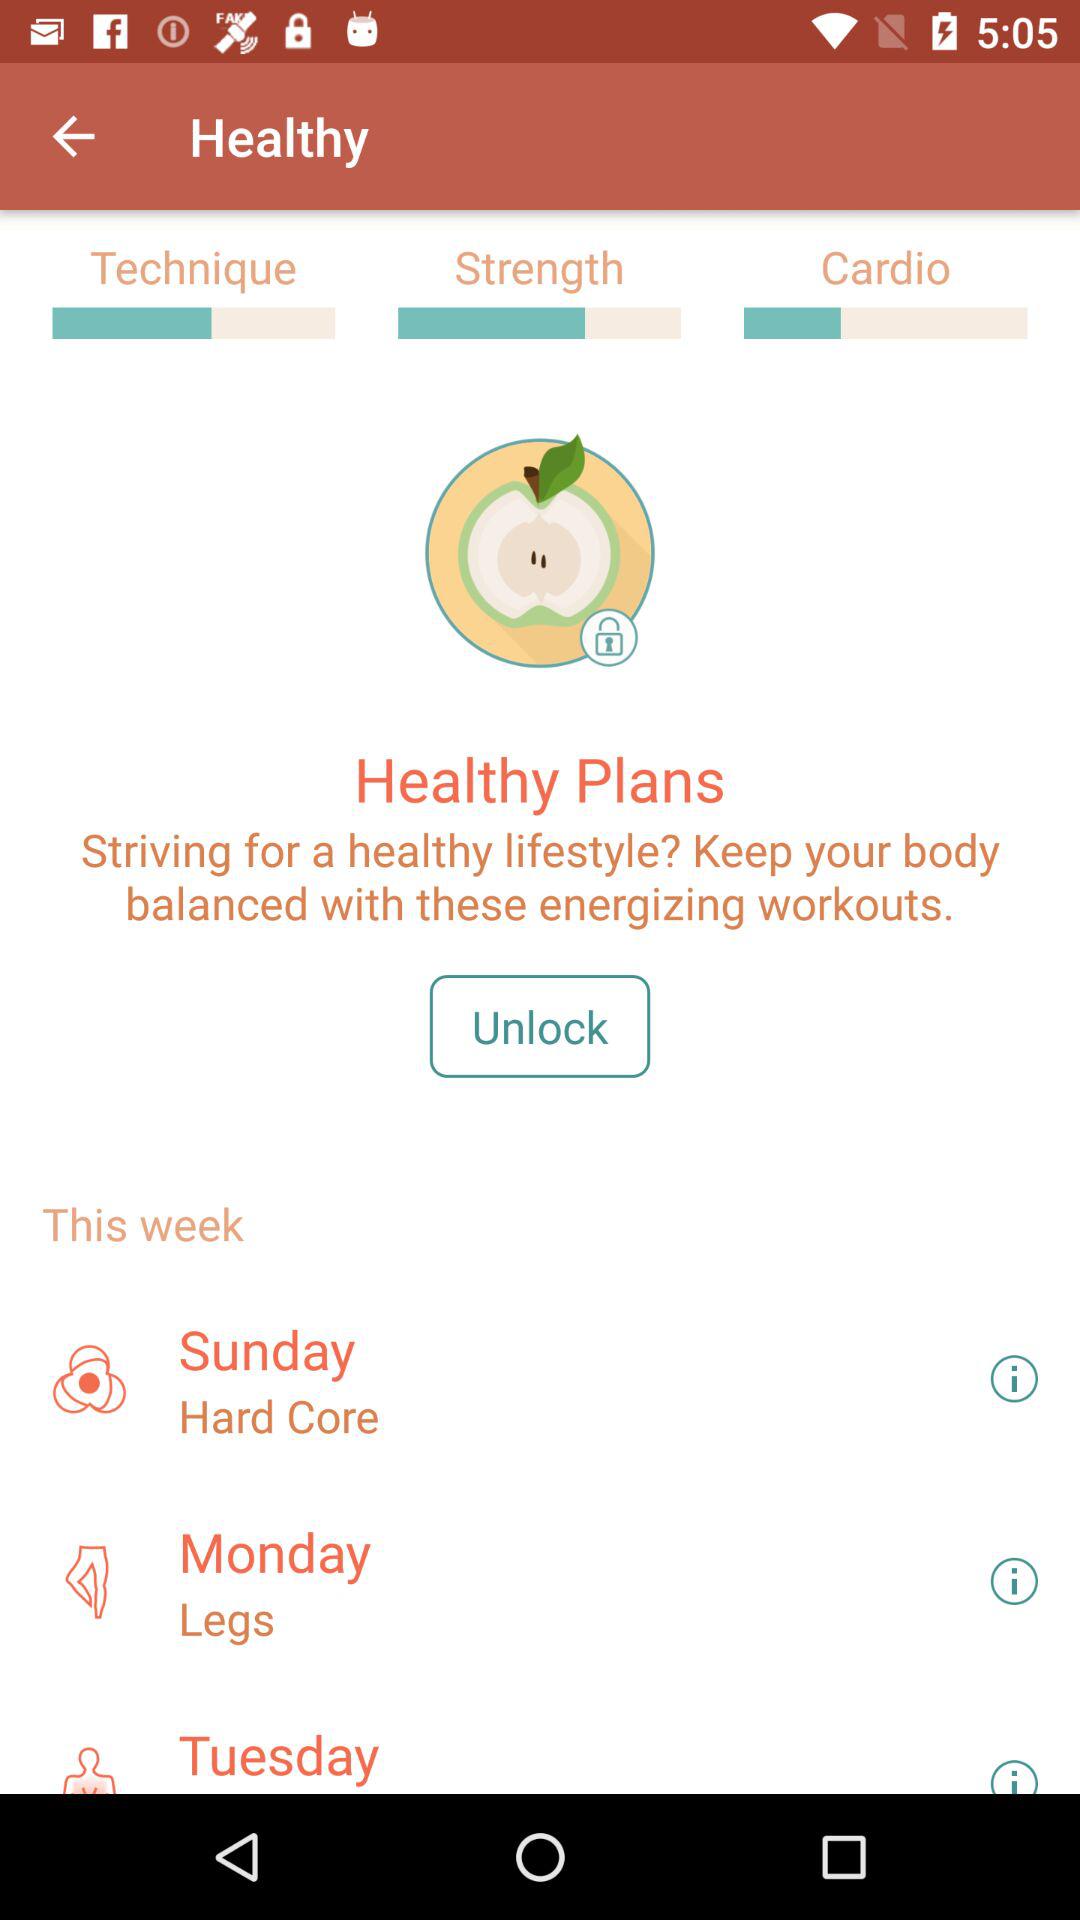 FAKE
5:05
Healthy
Technique Strength Cardio
Healthy Plans
Striving for a healthy lifestyle? Keep your body
balanced with these energizing workouts.
Unlock
This week
Sunday
Hard Core
Monday
Legs
Tuesday